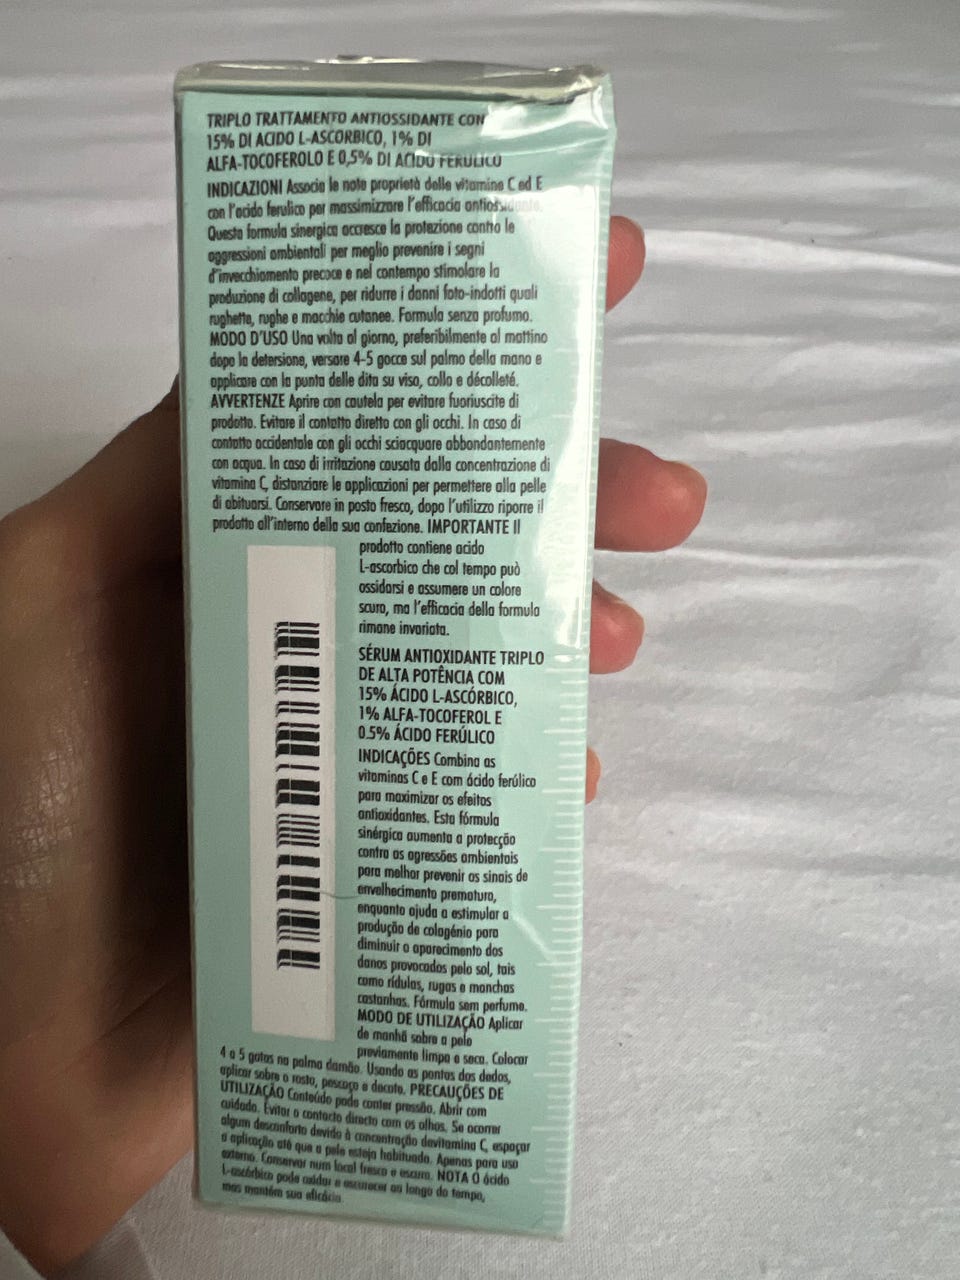 TRIPLO TRATTAMENTO ANTIOSSIDANTE CON
15% DI ACIDO L-ASCORBICO, 1% DI
ALFA-TOCOFEROLO E 0,5% DI ACIDO FERULICO
INDICAZIONI Associa le note proprietà delle vitamine C ed E
con l'acido ferulico per massimizzare l'efficacia antiossidante.
Questa formula sinergica accresce la protezione contro le
aggressioni ambientali per meglio prevenire i segni
d'invecchiamento precoce e nel contempo stimolare la
produzione di collagene, per ridurre i danni foto-indotti quali
rughette, rughe e macchie cutanee. Formula senza profumo.
MODO D'USO Una volta al giorno, preferibilmente al mattino
dopo la detersione, versare 4-5 gocce sul palmo della mano e
applicare con la punta delle dita su viso, collo e décolleté.
AVVERTENZE Aprire con cautela per evitare fuoriuscite di
prodotto. Evitare il contatto diretto con gli occhi. In caso di
contatto accidentale con gli occhi sciacquare abbondantemente
con acqua. In caso di irritazione causata dalla concentrazione di
vitamina C, distanziare le applicazioni per permettere alla pelle
di abituarsi. Conservare in posto fresco, dopo l'utilizzo riporre il
prodotto all'interno della sua confezione. IMPORTANTE Il
prodotto contiene acido
L-ascorbico che col tempo può
ossidarsi e assumere un colore
scuro, ma l'efficacia della formula
rimane invariata.
SÉRUM ANTIOXIDANTE TRIPLO
DE ALTA POTÊNCIA COM
15% ÁCIDO L-ASCÓRBICO,
1% ALFA-TOCOFEROL E
0.5% ÁCIDO FERÚLICO
INDICAÇÕES Combina as
vitaminas C e E com ácido ferúlico
para maximizar os efeitos
antioxidantes. Esta fórmula
sinérgica aumenta a protecção
contra as agressões ambientais
para melhor prevenir os sinais de
envelhecimento prematuro,
enquanto ajuda a estimular a
produção de colagénio para
diminuir o aparecimento dos
danos provocados pelo sol, tais
como rídulas, rugas e manchas
castanhas. Fórmula sem perfume.
MODO DE UTILIZAÇÃO Aplicar
de manhã sobre a pele
previamente limpa e seca. Colocar
4 a 5 gotas na palma damão. Usando as pontas dos dedos,
aplicar sobre o rosto, pescoço e decote. PRECAUÇÕES DE
UTILIZAÇÃO Conteúdo pode conter pressão. Abrir com
cuidado. Evitar o contacto directo com os olhos. Se ocorrer
algum desconforto devido à concentração devitamina C, espaçar
a aplicação até que a pele esteja habituada. Apenas para uso
externo. Conservar num local fresco e escuro. NOTA O ácido
L-ascórbico pode oxidar e escurecer ao longo do tempo,
mas mantém sua eficácia.